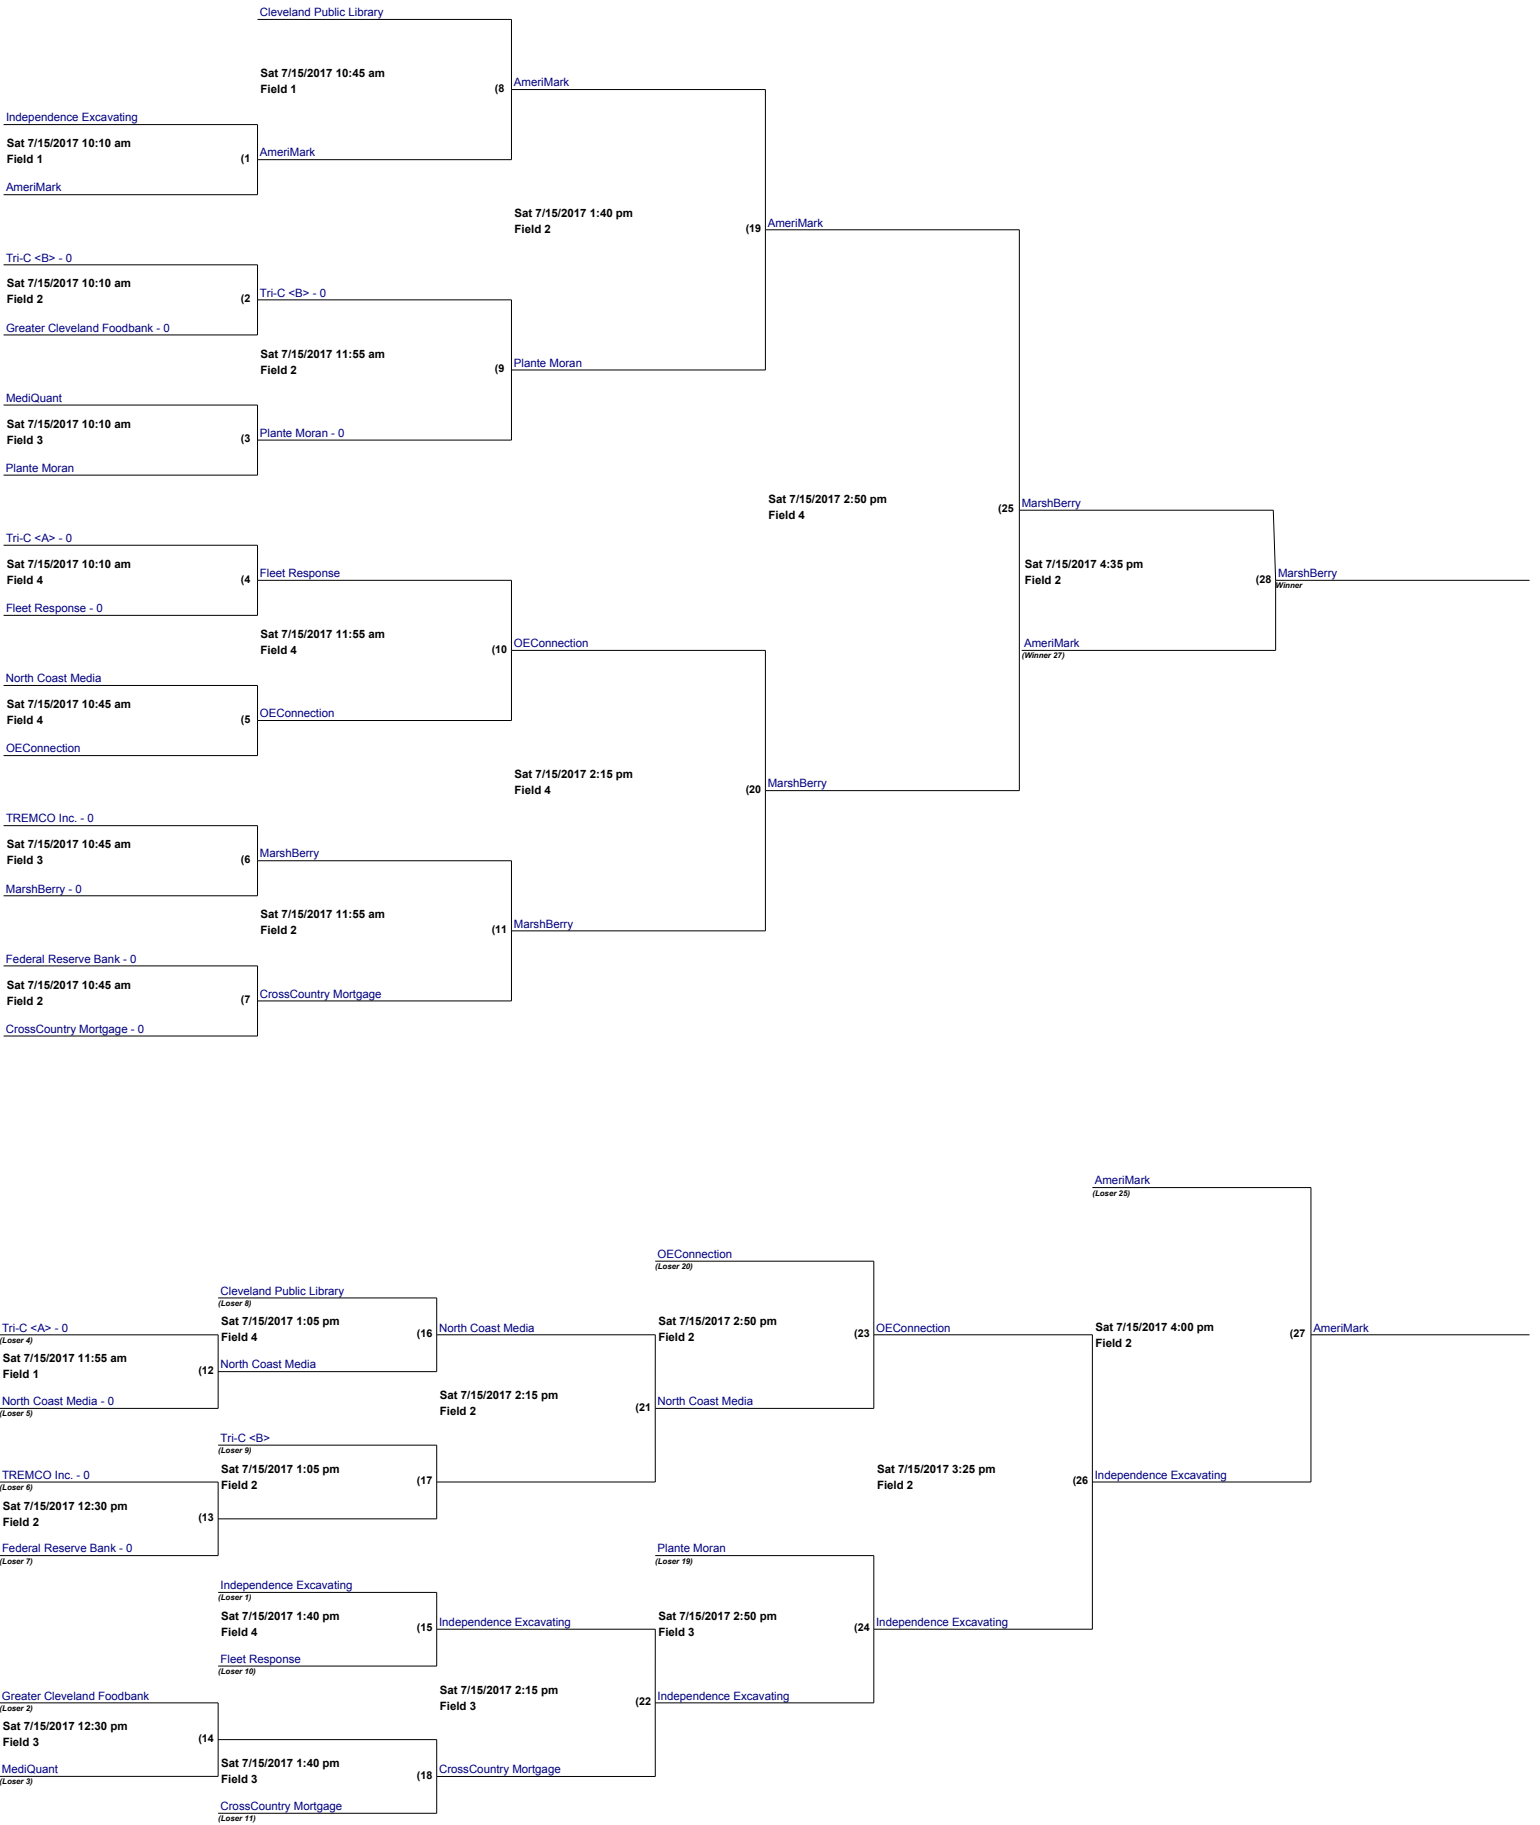 Cleveland Public Library
Sat 7/15/2017 10:45 am
Field 1
(8
AmeriMark
Independence Excavating
Sat 7/15/2017 10:10 am
Field 1
(1
AmeriMark
AmeriMark
Sat 7/15/2017 1:40 pm
Field 2
(19
AmeriMark
Tri-C <B> - 0
Sat 7/15/2017 10:10 am
Field 2
(2
Tri-C <B> - 0
Greater Cleveland Foodbank - 0
Sat 7/15/2017 11:55 am
Field 2
(9
Plante Moran
MediQuant
Sat 7/15/2017 10:10 am
Field 3
(3
Plante Moran - 0
Plante Moran
Sat 7/15/2017 2:50 pm
Field 4
(25
MarshBerry
Tri-C <A> - 0
Sat 7/15/2017 10:10 am
Field 4
(4
Fleet Response
Fleet Response - 0
Sat 7/15/2017 4:35 pm
Field 2
(28
MarshBerry
Winner
Sat 7/15/2017 11:55 am
Field 4
(10
OEConnection
AmeriMark
(Winner 27)
North Coast Media
Sat 7/15/2017 10:45 am
Field 4
(5
OEConnection
OEConnection
Sat 7/15/2017 2:15 pm
Field 4
(20
MarshBerry
TREMCO Inc. - 0
Sat 7/15/2017 10:45 am
Field 3
(6
MarshBerry
MarshBerry - 0
Sat 7/15/2017 11:55 am
Field 2
(11
MarshBerry
Federal Reserve Bank - 0
Sat 7/15/2017 10:45 am
Field 2
(7
CrossCountry Mortgage
CrossCountry Mortgage - 0
AmeriMark
(Loser 25)
OEConnection
(Loser 20)
Cleveland Public Library
(Loser 8)
Sat 7/15/2017 1:05 pm
Field 4
(16
North Coast Media
Sat 7/15/2017 2:50 pm
Field 2
(23
OEConnection
Sat 7/15/2017 4:00 pm
Field 2
(27
AmeriMark
Tri-C <A> - 0
(Loser 4)
Sat 7/15/2017 11:55 am
Field 1
(12
North Coast Media
North Coast Media - 0
(Loser 5)
Sat 7/15/2017 2:15 pm
Field 2
(21
North Coast Media
Tri-C <B>
(Loser 9)
Sat 7/15/2017 1:05 pm
Field 2
(17
TREMCO Inc. - 0
(Loser 6)
Sat 7/15/2017 12:30 pm
Field 2
(13
Federal Reserve Bank - 0
(Loser 7)
Sat 7/15/2017 3:25 pm
Field 2
(26
Independence Excavating
Plante Moran
(Loser 19)
Independence Excavating
(Loser 1)
Sat 7/15/2017 1:40 pm
Field 4
(15
Independence Excavating
Sat 7/15/2017 2:50 pm
Field 3
(24
Independence Excavating
Fleet Response
(Loser 10)
Sat 7/15/2017 2:15 pm
Field 3
(22
Independence Excavating
Greater Cleveland Foodbank
(Loser 2)
Sat 7/15/2017 12:30 pm
Field 3
(14
MediQuant
(Loser 3)
Sat 7/15/2017 1:40 pm
Field 3
(18
CrossCountry Mortgage
CrossCountry Mortgage
(Loser 11)